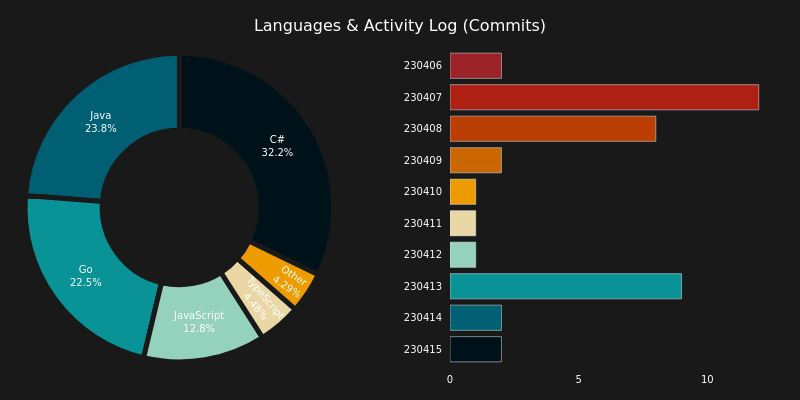 Languages & Activity Log (Commits)
C#
32.2%
Java
23.8%
Go
22.5%
JavaScript
12.8%
TypeScript
4.48%
Other
4.29%
230406
230407
230408
230409
230410
230411
230412
230413
230414
230415
0
5
10